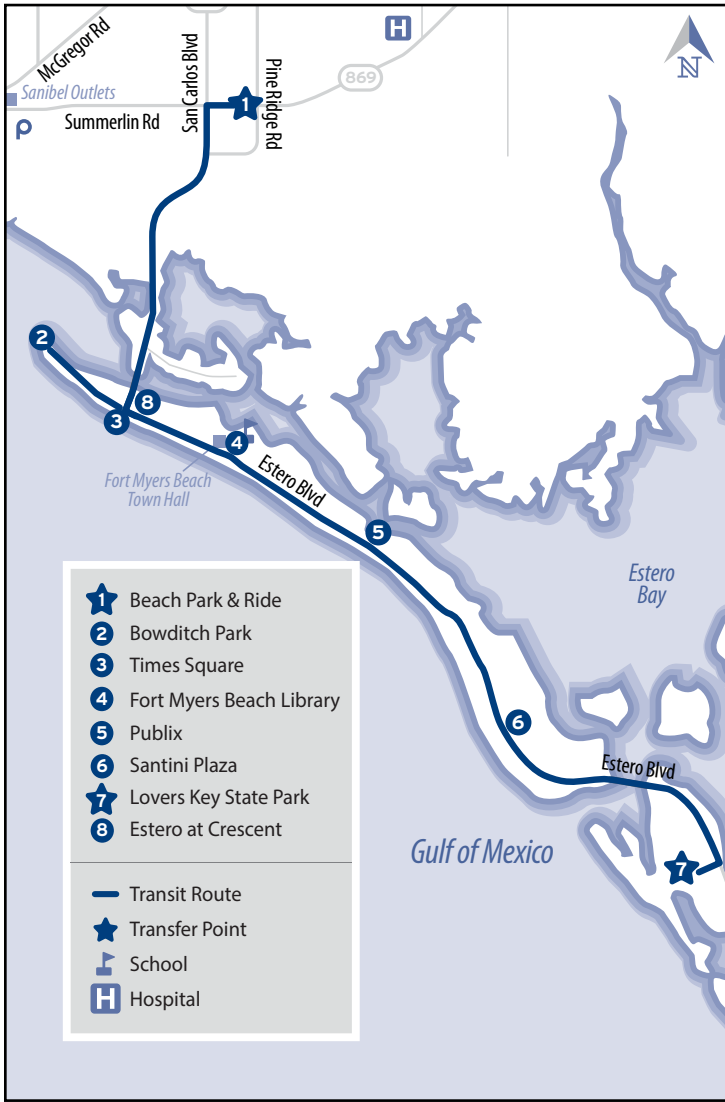 McGregor Rd
San Carlos Blvd
H
N
Pine Ridge Rd
869
Sanibel Outlets
1
P
Summerlin Rd
2
8
3
4
Fort Myers Beach
Town Hall
Estero Blvd
5
Estero
Bay
6
Estero Blvd
Gulf of Mexico
7
1 Beach Park & Ride
2 Bowditch Park
3 Times Square
4 Fort Myers Beach Library
5 Publix
6 Santini Plaza
7 Lovers Key State Park
8 Estero at Crescent
Transit Route
Transfer Point
School
H Hospital